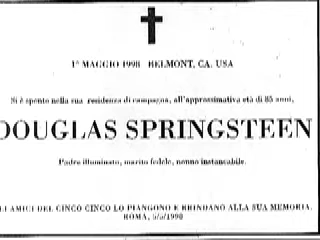 1° MAGGIO 1998 BELMONT, CA. USA
Si è spento nella sua residenza di campagna, all'approssimativa età di 85 anni,
DOUGLAS SPRINGSTEEN
Padre illuminato, marito fedele, nonno instancabile.
LI AMICI DEL CINCO CINCO LO PIANGONO E BRINDANO ALLA SUA MEMORIA.
ROMA, 5/5/1998